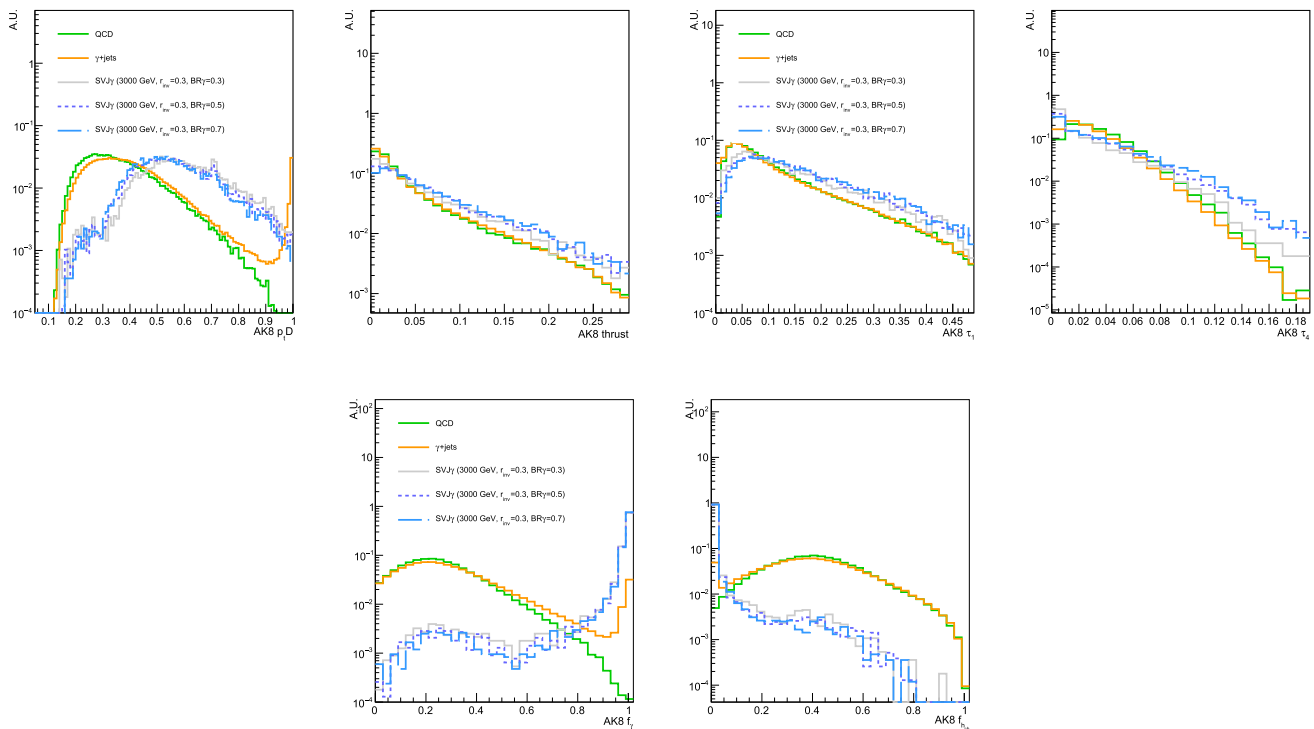 A.U.
QCD
γ+jets
SVJγ (3000 GeV, r_inv=0.3, BRγ=0.3)
SVJγ (3000 GeV, r_inv=0.3, BRγ=0.5)
SVJγ (3000 GeV, r_inv=0.3, BRγ=0.7)
1
10⁻¹
10⁻²
10⁻³
10⁻⁴
0.1 0.2 0.3 0.4 0.5 0.6 0.7 0.8 0.9 1
AK8 p_t D
A.U.
10
1
10⁻¹
10⁻²
10⁻³
0 0.05 0.1 0.15 0.2 0.25
AK8 thrust
A.U.
QCD
γ+jets
SVJγ (3000 GeV, r_inv=0.3, BRγ=0.3)
SVJγ (3000 GeV, r_inv=0.3, BRγ=0.5)
SVJγ (3000 GeV, r_inv=0.3, BRγ=0.7)
10
1
10⁻¹
10⁻²
10⁻³
10⁻⁴
0 0.05 0.1 0.15 0.2 0.25 0.3 0.35 0.4 0.45
AK8 τ₁
A.U.
10
1
10⁻¹
10⁻²
10⁻³
10⁻⁴
10⁻⁵
0 0.02 0.04 0.06 0.08 0.1 0.12 0.14 0.16 0.18
AK8 τ₄
A.U.
QCD
γ+jets
SVJγ (3000 GeV, r_inv=0.3, BRγ=0.3)
SVJγ (3000 GeV, r_inv=0.3, BRγ=0.5)
SVJγ (3000 GeV, r_inv=0.3, BRγ=0.7)
10²
10
1
10⁻¹
10⁻²
10⁻³
10⁻⁴
0 0.2 0.4 0.6 0.8 1
AK8 f_γ
A.U.
10²
10
1
10⁻¹
10⁻²
10⁻³
10⁻⁴
0 0.2 0.4 0.6 0.8 1
AK8 f_h